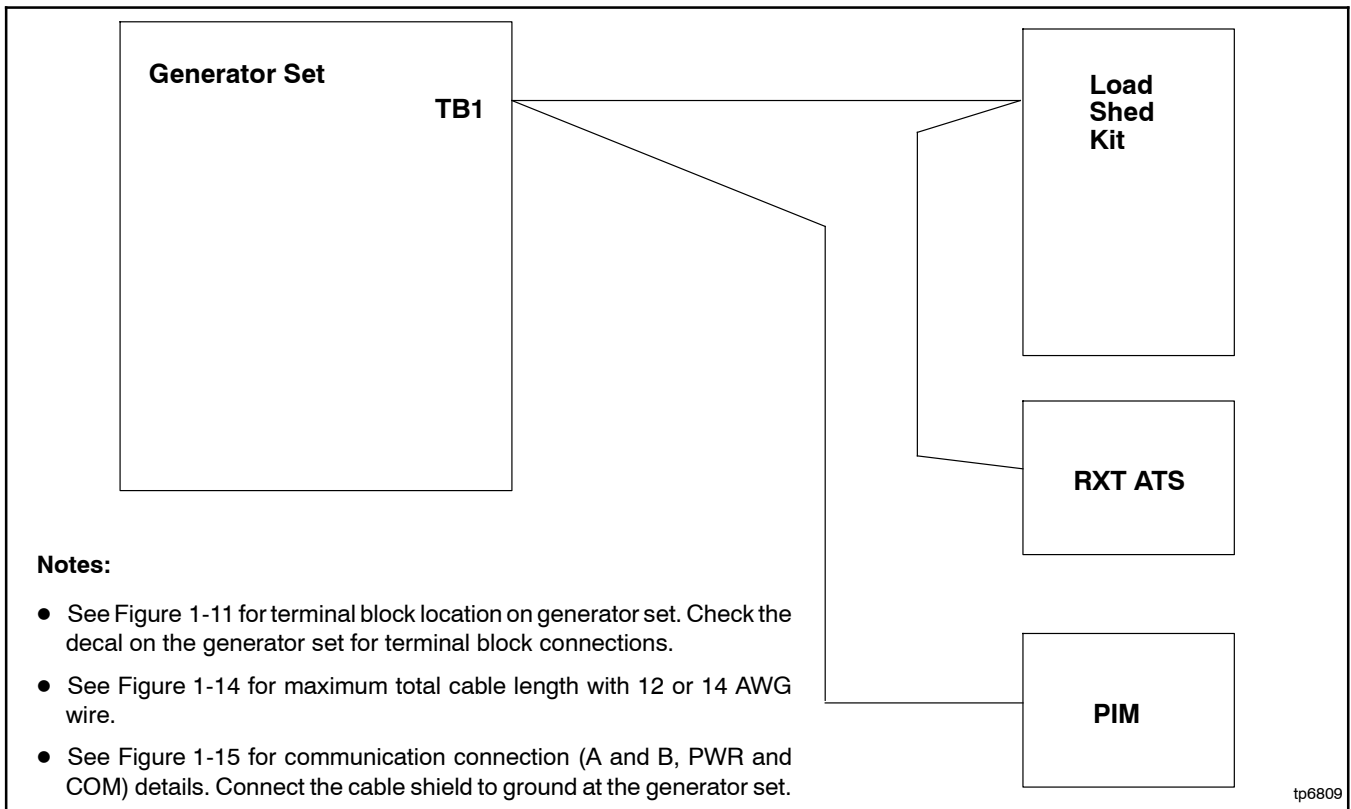 Generator Set
TB1
Load
Shed
Kit
RXT ATS
PIM
Notes:
● See Figure 1-11 for terminal block location on generator set. Check the
decal on the generator set for terminal block connections.
● See Figure 1-14 for maximum total cable length with 12 or 14 AWG
wire.
● See Figure 1-15 for communication connection (A and B, PWR and
COM) details. Connect the cable shield to ground at the generator set.
tp6809